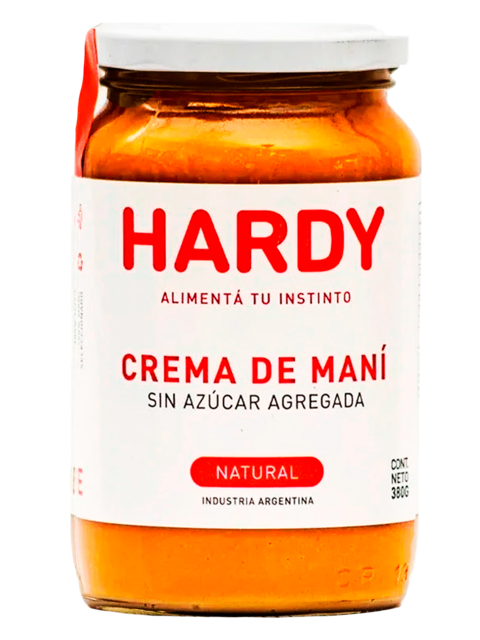 HARDY
ALIMENTÁ TU INSTINTO
CREMA DE MANÍ
SIN AZÚCAR AGREGADA
NATURAL
INDUSTRIA ARGENTINA
CONT.
NETO
380G